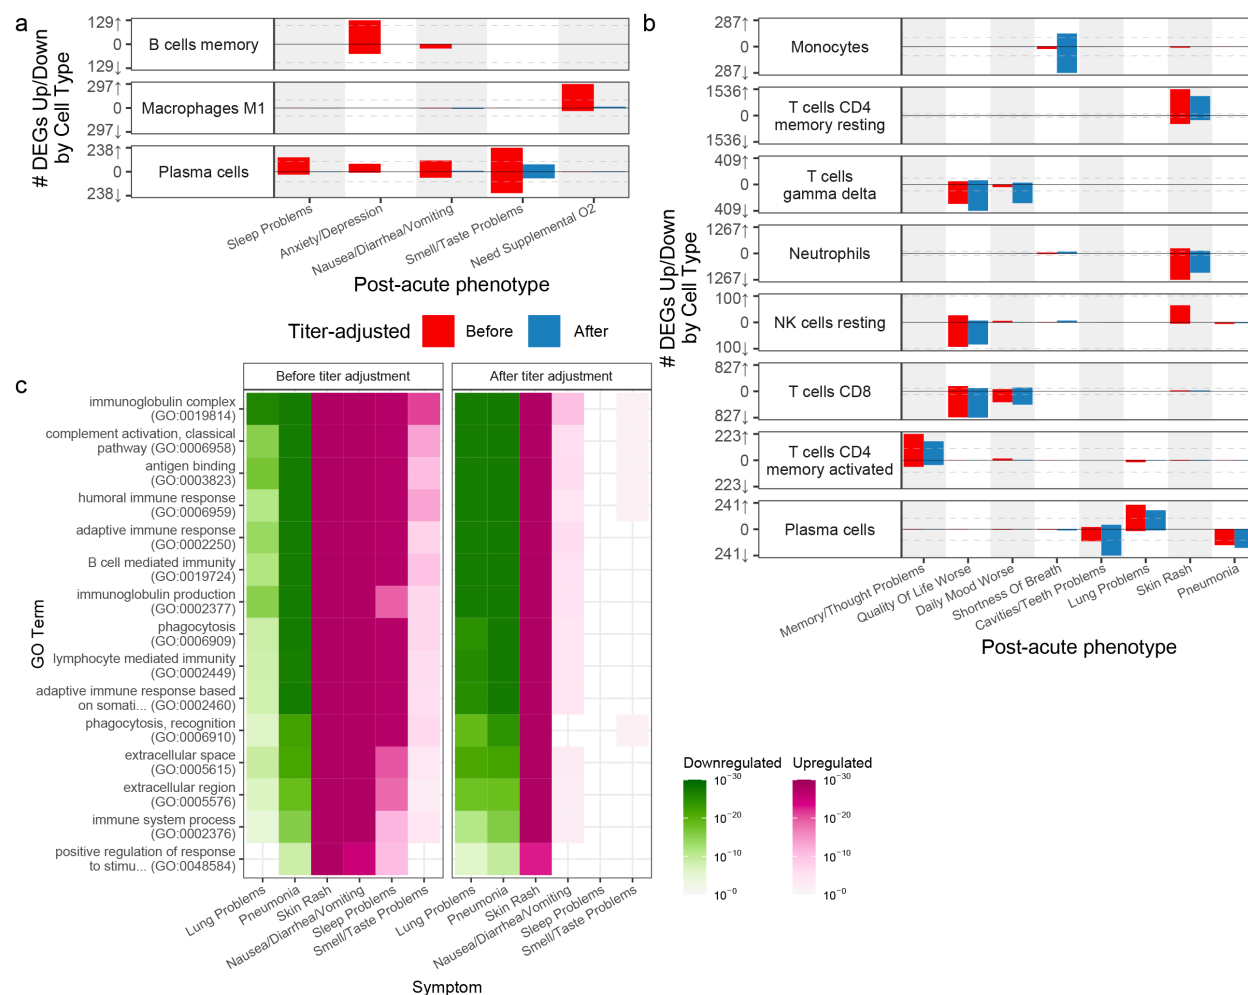 a
# DEGs Up/Down
by Cell Type
129↑
0
129↓
B cells memory
297↑
0
297↓
Macrophages M1
238↑
0
238↓
Plasma cells
Sleep Problems
Anxiety/Depression
Nausea/Diarrhea/Vomiting
Smell/Taste Problems
Need Supplemental O2
Post-acute phenotype
Titer-adjusted
Before
After
b
# DEGs Up/Down
by Cell Type
287↑
0
287↓
Monocytes
1536↑
0
1536↓
T cells CD4
memory resting
409↑
0
409↓
T cells
gamma delta
1267↑
0
1267↓
Neutrophils
100↑
0
100↓
NK cells resting
827↑
0
827↓
T cells CD8
223↑
0
223↓
T cells CD4
memory activated
241↑
0
241↓
Plasma cells
Memory/Thought Problems
Quality Of Life Worse
Daily Mood Worse
Shortness Of Breath
Cavities/Teeth Problems
Lung Problems
Skin Rash
Pneumonia
Post-acute phenotype
c
Before titer adjustment
After titer adjustment
GO Term
immunoglobulin complex
(GO:0019814)
complement activation, classical
pathway (GO:0006958)
antigen binding
(GO:0003823)
humoral immune response
(GO:0006959)
adaptive immune response
(GO:0002250)
B cell mediated immunity
(GO:0019724)
immunoglobulin production
(GO:0002377)
phagocytosis
(GO:0006909)
lymphocyte mediated immunity
(GO:0002449)
adaptive immune response based
on somati... (GO:0002460)
phagocytosis, recognition
(GO:0006910)
extracellular space
(GO:0005615)
extracellular region
(GO:0005576)
immune system process
(GO:0002376)
positive regulation of response
to stimu... (GO:0048584)
Lung Problems
Pneumonia
Skin Rash
Nausea/Diarrhea/Vomiting
Sleep Problems
Smell/Taste Problems
Lung Problems
Pneumonia
Skin Rash
Nausea/Diarrhea/Vomiting
Sleep Problems
Smell/Taste Problems
Symptom
Downregulated
10⁻³⁰
10⁻²⁰
10⁻¹⁰
10⁻⁰
Upregulated
10⁻³⁰
10⁻²⁰
10⁻¹⁰
10⁻⁰